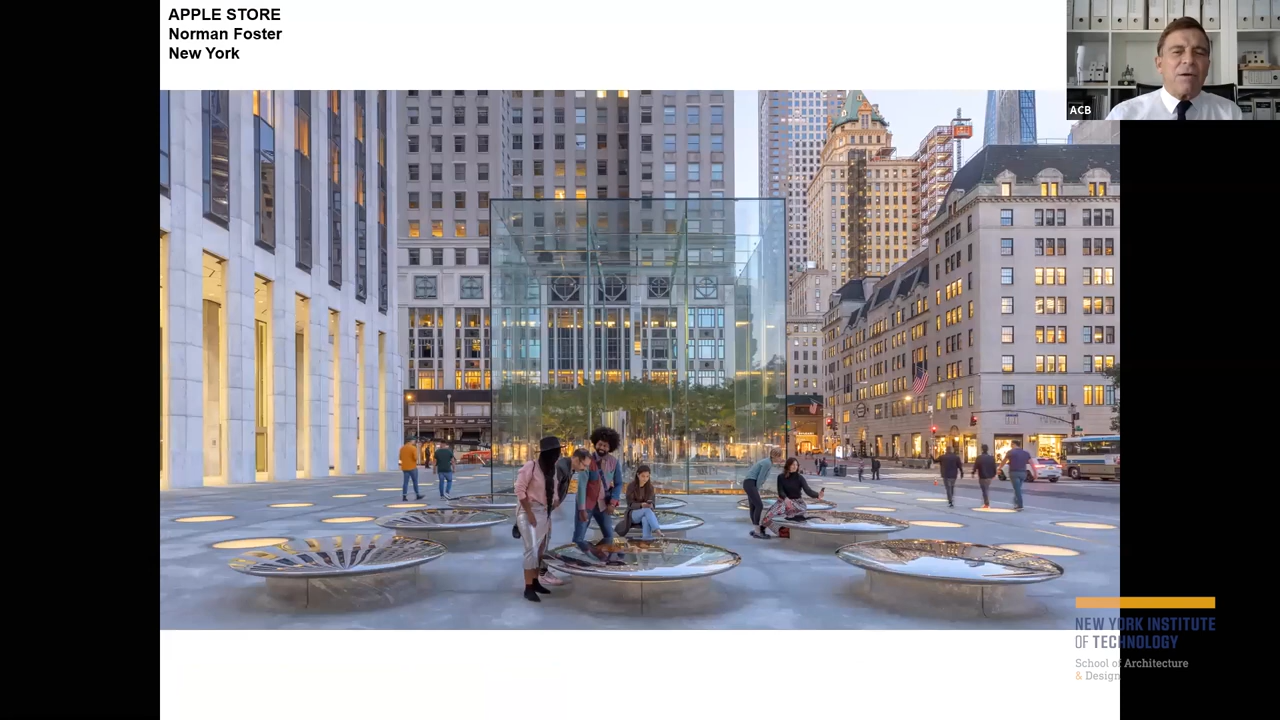 APPLE STORE
Norman Foster
New York
ACB
NEW YORK INSTITUTE
OF TECHNOLOGY
School of Architecture
& Design